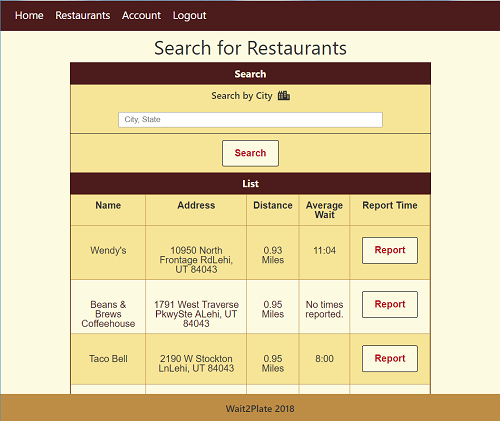 Home Restaurants Account Logout
Search for Restaurants
Search
Search by City
City, State
Search
List
Name Address Distance Average Wait Report Time
Wendy's
10950 North
Frontage RdLehi,
UT 84043
0.93
Miles
11:04
Report
Beans &
Brews
Coffeehouse
1791 West Traverse
PkwySte ALehi, UT
84043
0.95
Miles
No times
reported.
Report
Taco Bell
2190 W Stockton
LnLehi, UT 84043
0.95
Miles
8:00
Report
Wait2Plate 2018